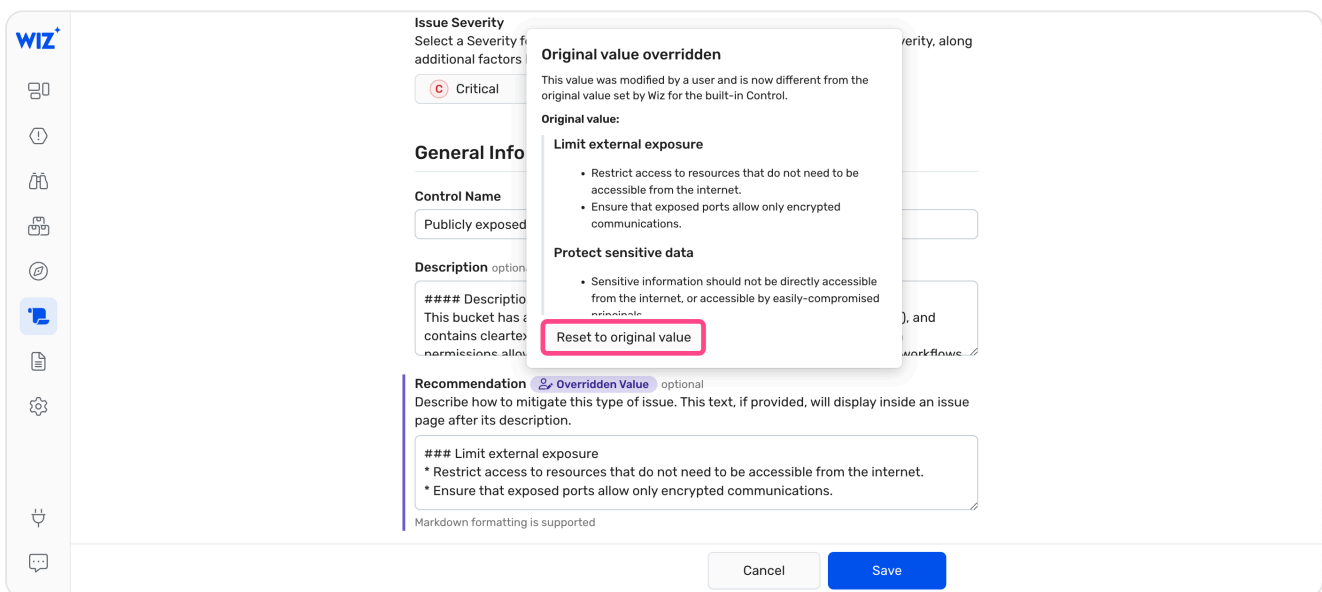 WIZ
Issue Severity
Select a Severity verity, along
additional factors
C Critical
General Info
Control Name
Publicly exposed
Description
#### Descriptio
This bucket has ), and
contains
permissions workflows
Original value overridden
This value was modified by a user and is now different from the
original value set by Wiz for the built-in Control.
Original value:
Limit external exposure
• Restrict access to resources that do not need to be
accessible from the internet.
• Ensure that exposed ports allow only encrypted
communications.
Protect sensitive data
• Sensitive information should not be directly accessible
from the internet, or accessible by easily-compromised
principals
Reset to original value
Recommendation Overridden Value optional
Describe how to mitigate this type of issue. This text, if provided, will display inside an issue
page after its description.
### Limit external exposure
* Restrict access to resources that do not need to be accessible from the internet.
* Ensure that exposed ports allow only encrypted communications.
Markdown formatting is supported
Cancel
Save